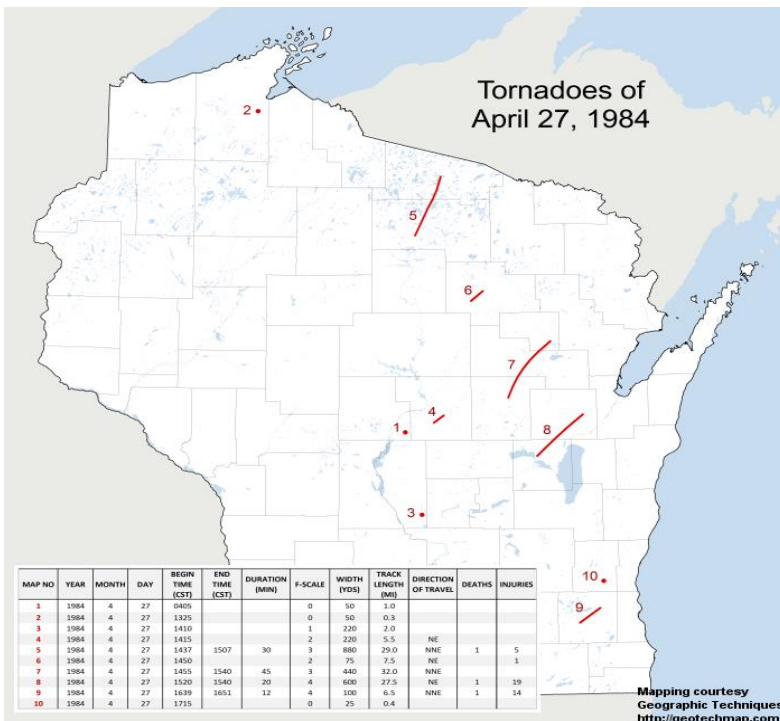 Tornadoes of
April 27, 1984
2
5
6
7
4
1
8
3
10
9
MAP NO YEAR MONTH DAY BEGIN TIME (CST) END TIME (CST) DURATION (MIN) F-SCALE WIDTH (YDS) TRACK LENGTH (MI) DIRECTION OF TRAVEL DEATHS INJURIES
1 1984 4 27 0405 0 50 1.0
2 1984 4 27 1325 0 50 0.3
3 1984 4 27 1410 1 220 2.0
4 1984 4 27 1415 2 220 5.5 NE
5 1984 4 27 1437 1507 30 3 880 29.0 NNE 1 5
6 1984 4 27 1450 2 75 7.5 NE 1
7 1984 4 27 1455 1540 45 3 440 32.0 NNE
8 1984 4 27 1520 1540 20 4 600 27.5 NE 1 19
9 1984 4 27 1639 1651 12 4 100 6.5 NNE 1 14
10 1984 4 27 1715 0 25 0.4
Mapping courtesy
Geographic Techniques
http://geotechmap.com